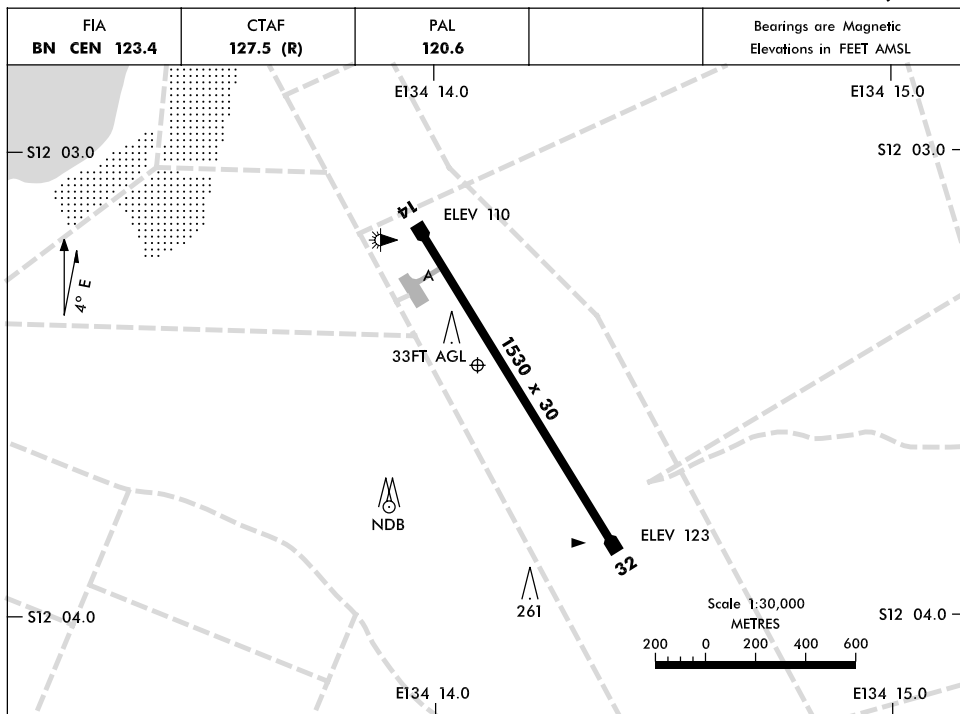 FIA
BN CEN 123.4
CTAF
127.5 (R)
PAL
120.6
Bearings are Magnetic
Elevations in FEET AMSL
E134 14.0
E134 15.0
S12 03.0
S12 03.0
14
ELEV 110
A
4° E
33FT AGL
1530 x 30
NDB
ELEV 123
32
261
Scale 1:30,000
METRES
200 0 200 400 600
S12 04.0
S12 04.0
E134 14.0
E134 15.0